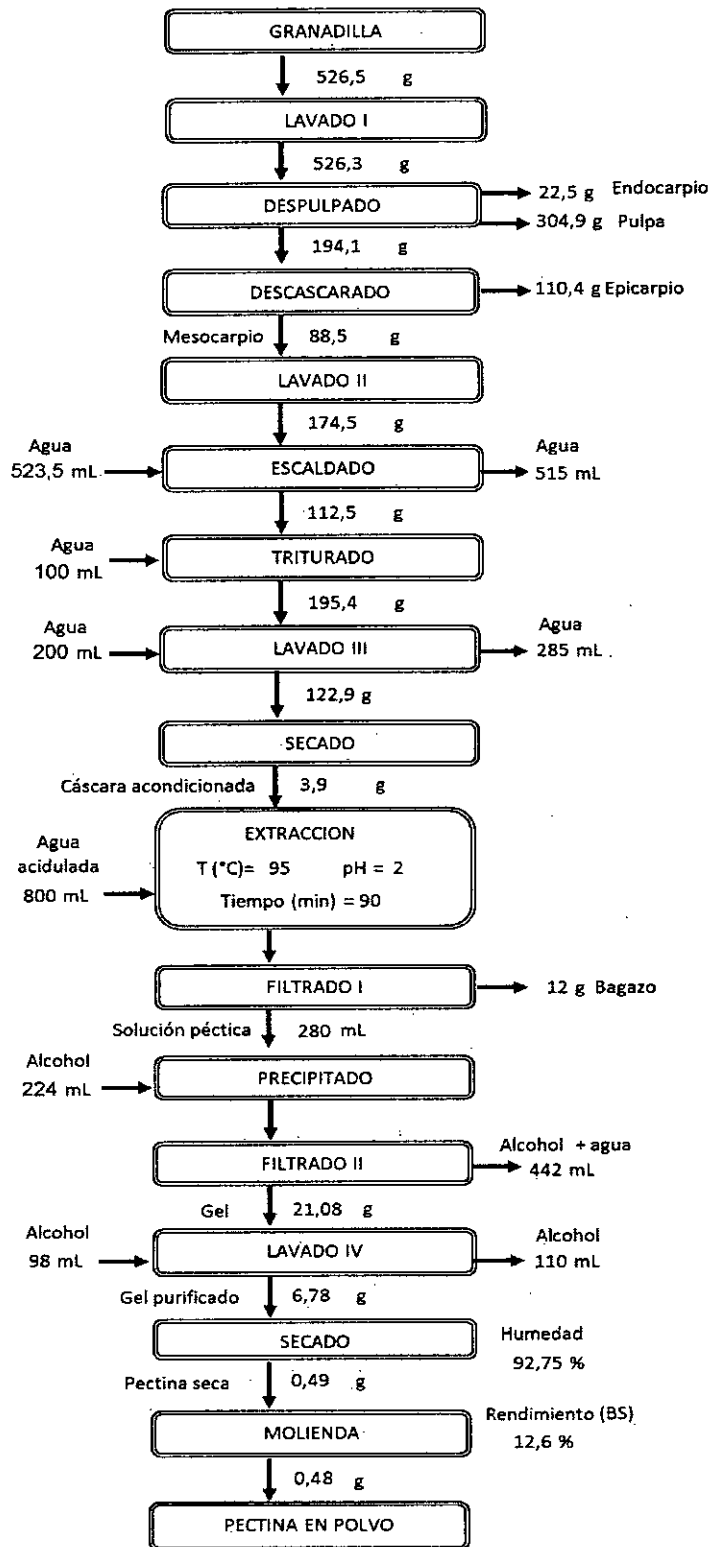 GRANADILLA
526,5 g
LAVADO I
526,3 g
DESPULPADO
22,5 g Endocarpio
304,9 g Pulpa
194,1 g
DESCASCARADO
110,4 g Epicarpio
Mesocarpio 88,5 g
LAVADO II
174,5 g
Agua
523,5 mL
ESCALDADO
Agua
515 mL
112,5 g
Agua
100 mL
TRITURADO
195,4 g
Agua
200 mL
LAVADO III
Agua
285 mL
122,9 g
SECADO
Cáscara acondicionada 3,9 g
EXTRACCION
T (°C)= 95 pH = 2
Tiempo (min) = 90
Agua
acidulada
800 mL
FILTRADO I
12 g Bagazo
Solución péctica 280 mL
Alcohol
224 mL
PRECIPITADO
FILTRADO II
Alcohol + agua
442 mL
Gel 21,08 g
Alcohol
98 mL
LAVADO IV
Alcohol
110 mL
Gel purificado 6,78 g
SECADO
Humedad
92,75 %
Pectina seca 0,49 g
MOLIENDA
Rendimiento (BS)
12,6 %
0,48 g
PECTINA EN POLVO